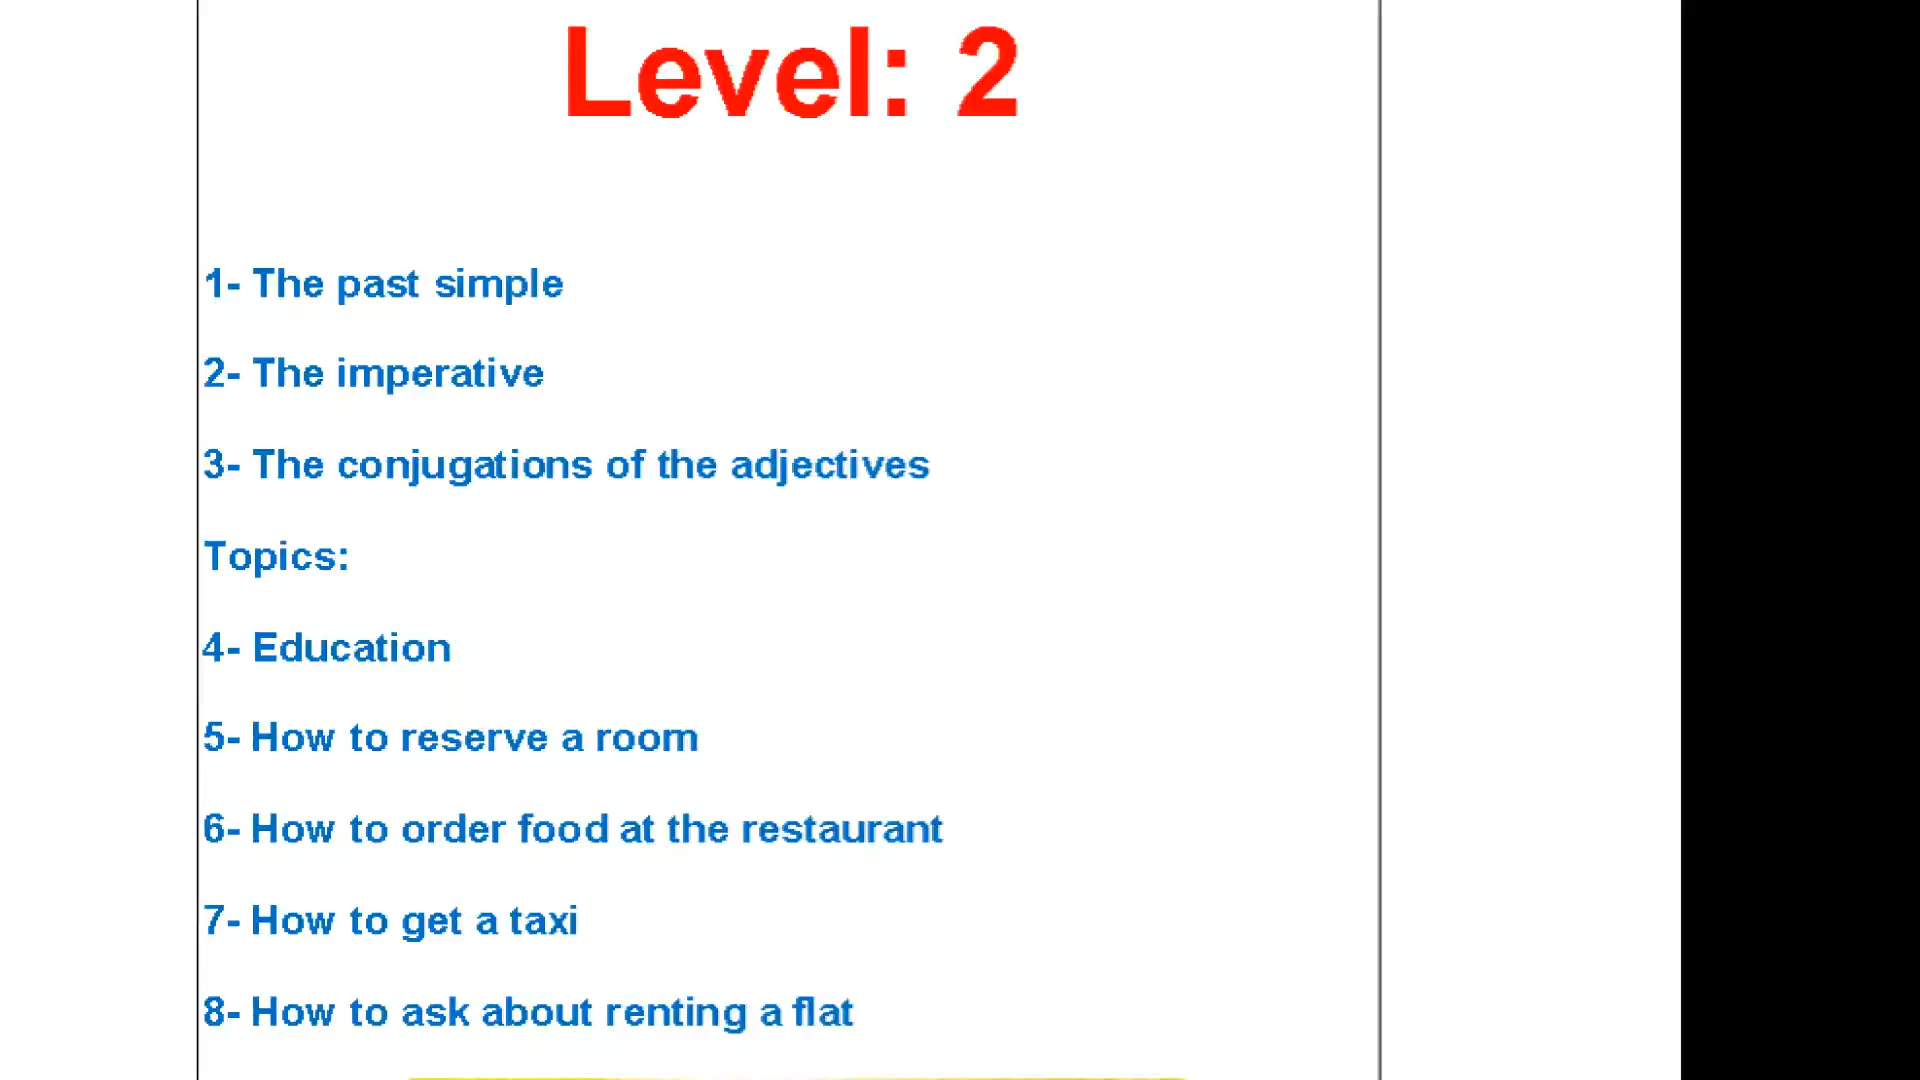 Level: 2
1- The past simple
2- The imperative
3- The conjugations of the adjectives
Topics:
4- Education
5- How to reserve a room
6- How to order food at the restaurant
7- How to get a taxi
8- How to ask about renting a flat